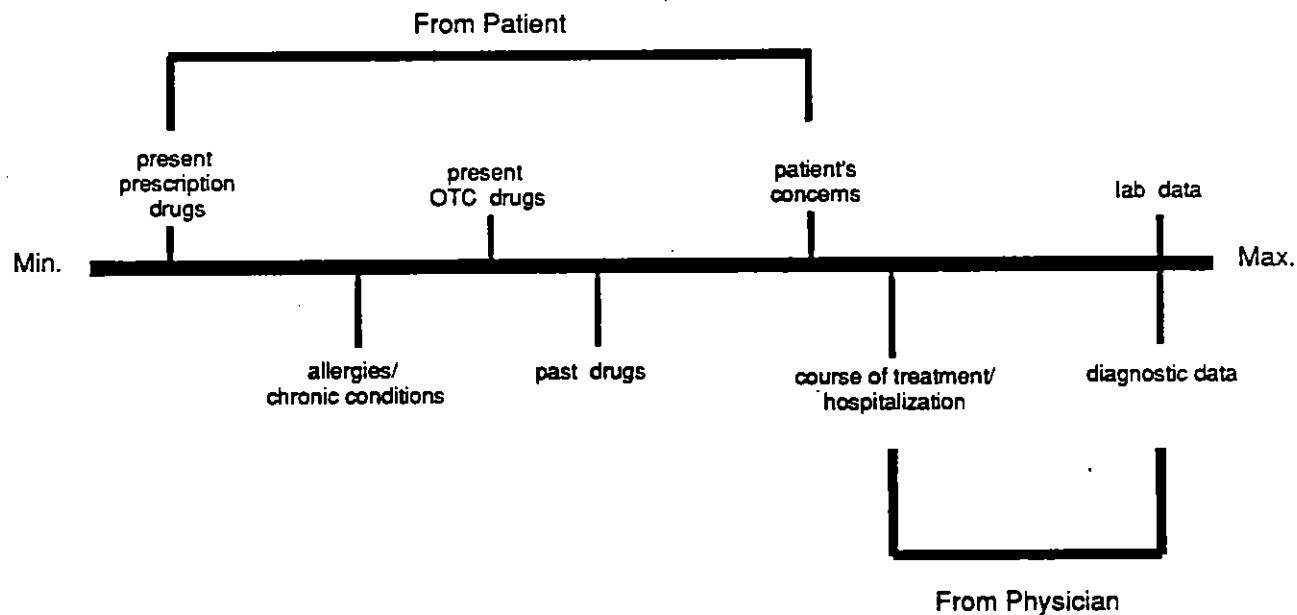 From Patient
present
prescription
drugs
present
OTC drugs
patient's
concerns
lab data
Min.
Max.
allergies/
chronic conditions
past drugs
course of treatment/
hospitalization
diagnostic data
From Physician